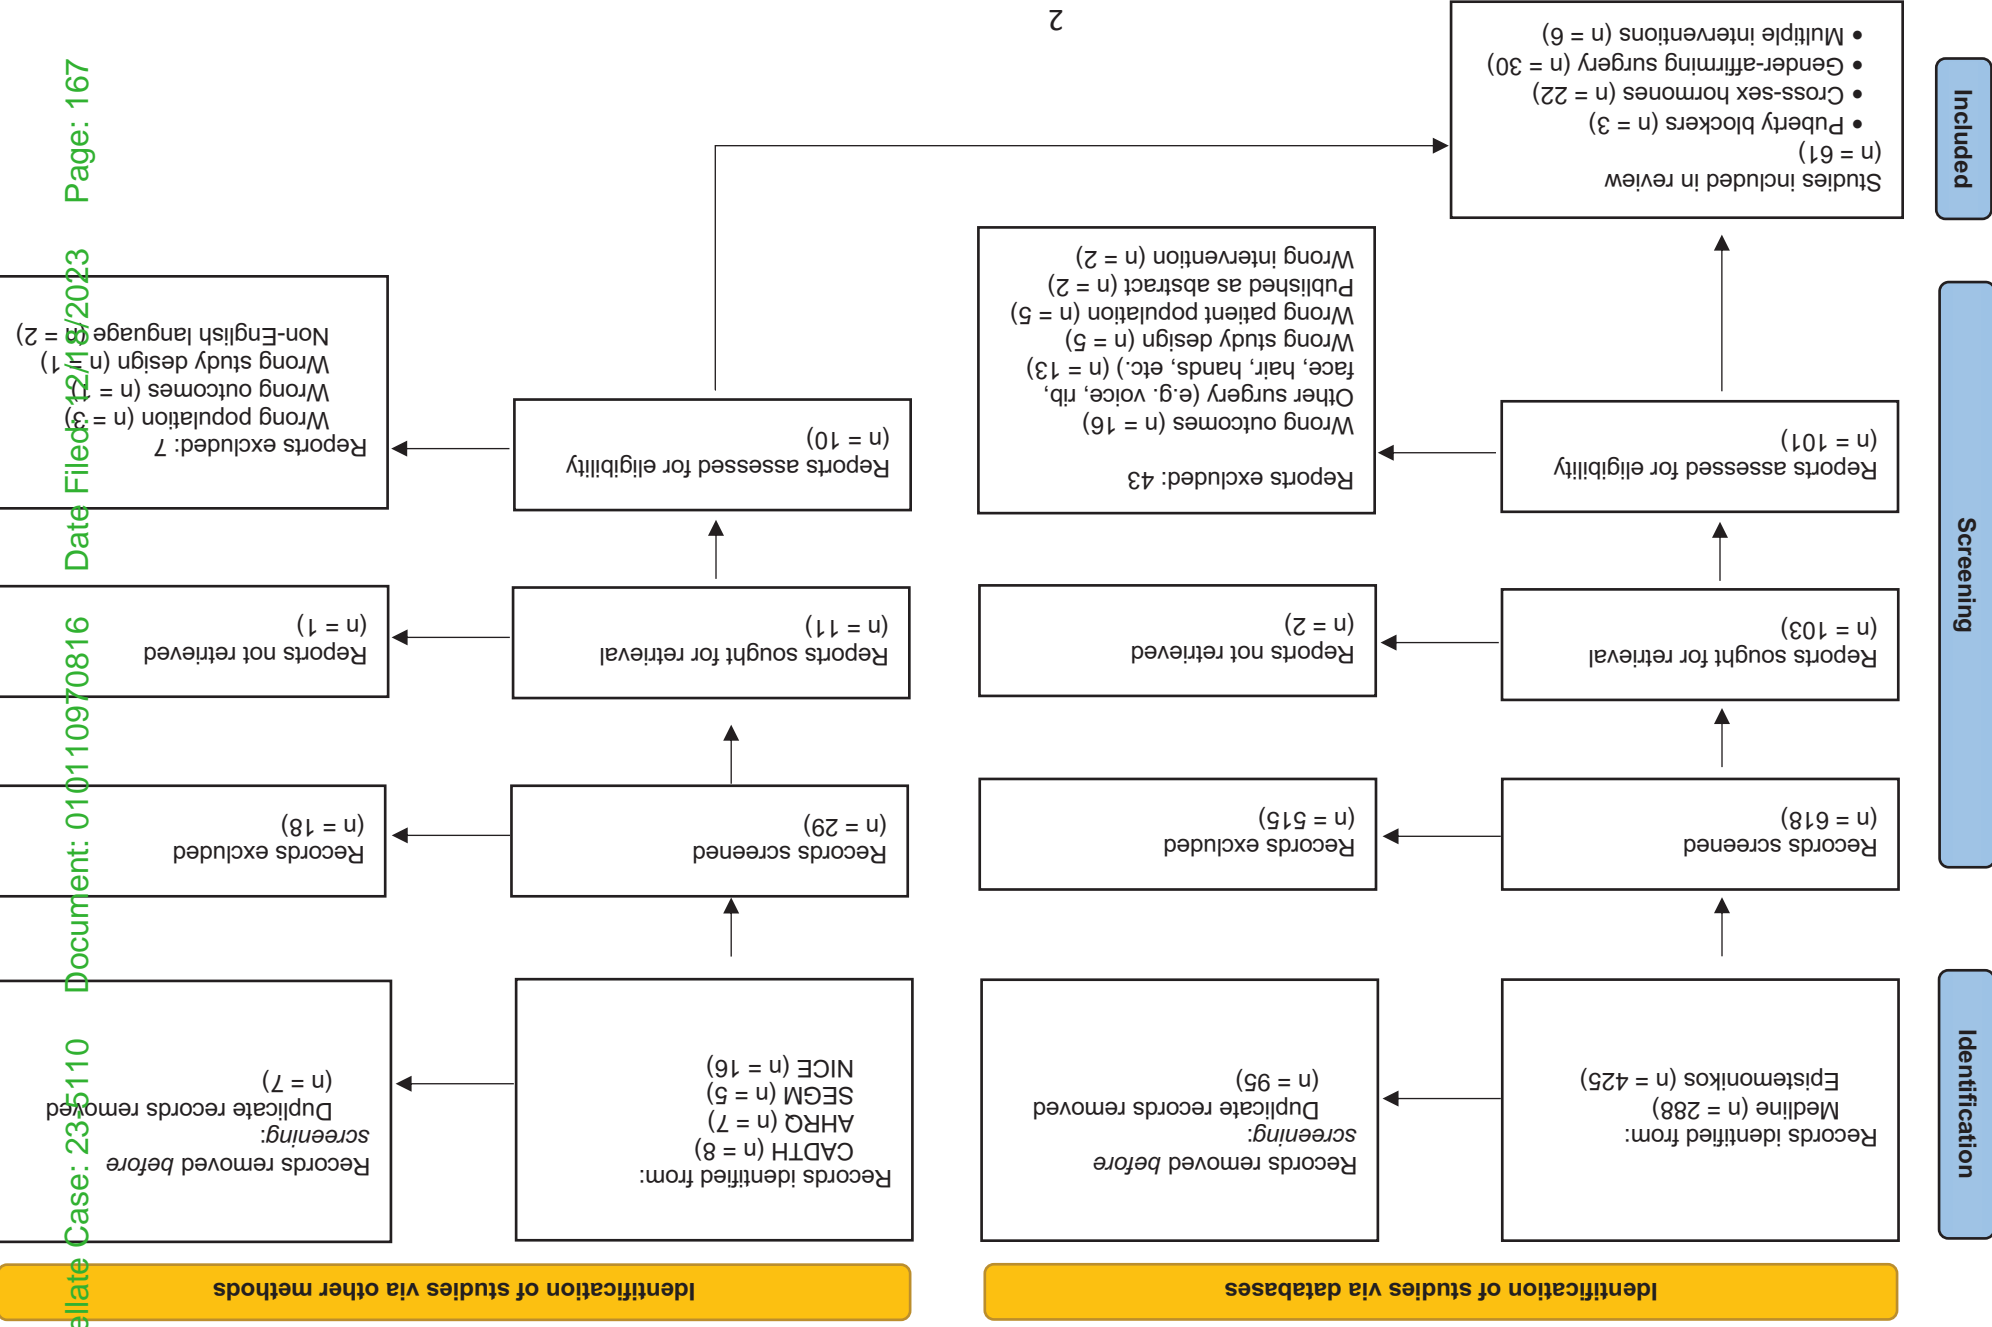 Identification of studies via databases
Identification of studies via other methods
Identification
Records identified from:
Medline (n = 288)
Epistemonikos (n = 425)
Records removed before
screening:
Duplicate records removed
(n = 95)
Records identified from:
CADTH (n = 8)
AHRQ (n = 7)
SEGM (n = 5)
NICE (n = 16)
Records removed before
screening:
Duplicate records removed
(n = 7)
Screening
Records screened
(n = 618)
Records excluded
(n = 515)
Records screened
(n = 29)
Records excluded
(n = 18)
Reports sought for retrieval
(n = 103)
Reports not retrieved
(n = 2)
Reports sought for retrieval
(n = 11)
Reports not retrieved
(n = 1)
Reports assessed for eligibility
(n = 101)
Reports excluded: 43
Wrong outcomes (n = 16)
Other surgery (e.g. voice, rib,
face, hair, hands, etc.) (n = 13)
Wrong study design (n = 5)
Wrong patient population (n = 5)
Published as abstract (n = 2)
Wrong intervention (n = 2)
Reports assessed for eligibility
(n = 10)
Reports excluded: 7
Wrong population (n = 3)
Wrong outcomes (n = 1)
Wrong study design (n = 1)
Non-English language (n = 2)
Included
Studies included in review
(n = 61)
• Puberty blockers (n = 3)
• Cross-sex hormones (n = 22)
• Gender-affirming surgery (n = 30)
• Multiple interventions (n = 6)
2
ellate Case: 23-5110 Document: 010110970816 Date Filed: 12/18/2023 Page: 167